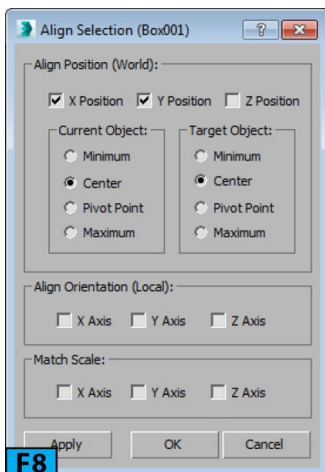 Align Selection (Box001)
Align Position (World):
X Position Y Position Z Position
Current Object: Target Object:
Minimum Minimum
Center Center
Pivot Point Pivot Point
Maximum Maximum
Align Orientation (Local):
X Axis Y Axis Z Axis
Match Scale:
X Axis Y Axis Z Axis
Apply OK Cancel
F8